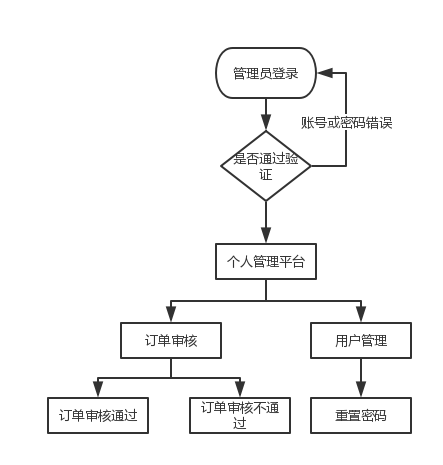 管理员登录
账号或密码错误
是否通过验
证
个人管理平台
订单审核
用户管理
订单审核通过
订单审核不通
过
重置密码